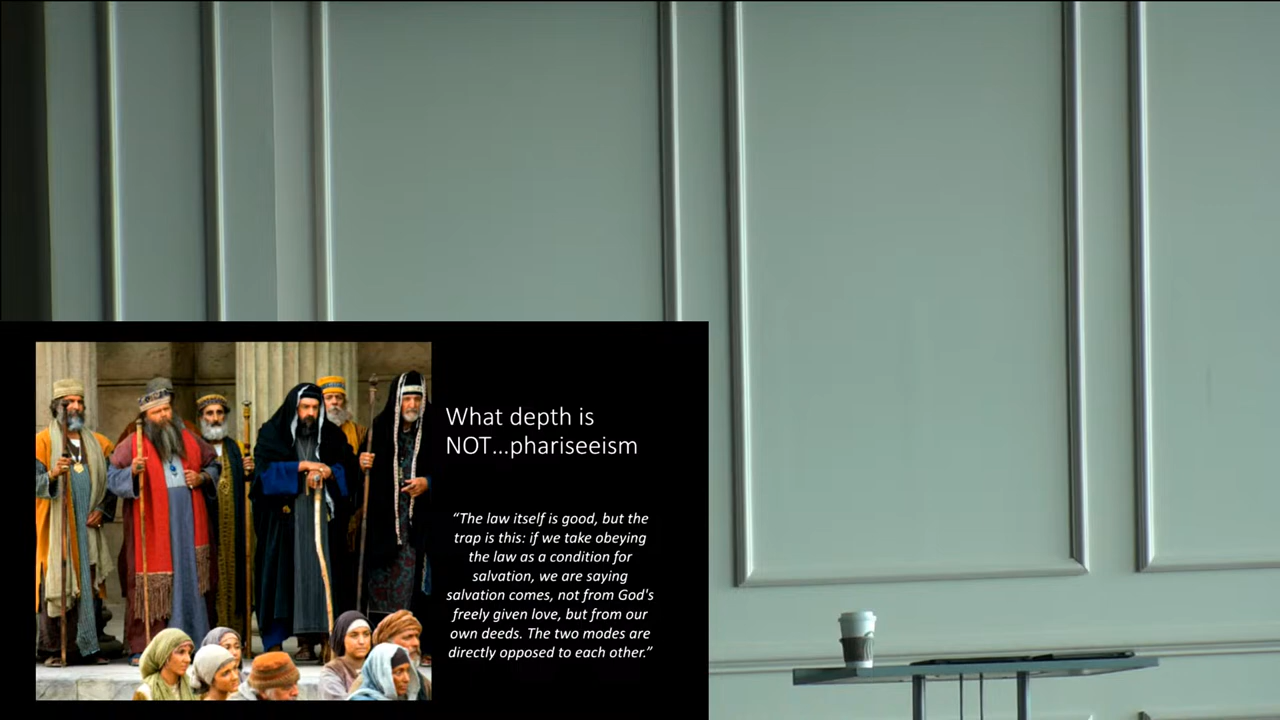 What depth is
NOT...phariseeism
“The law itself is good, but the
trap is this: if we take obeying
the law as a condition for
salvation, we are saying
salvation comes, not from God's
freely given love, but from our
own deeds. The two modes are
directly opposed to each other.”